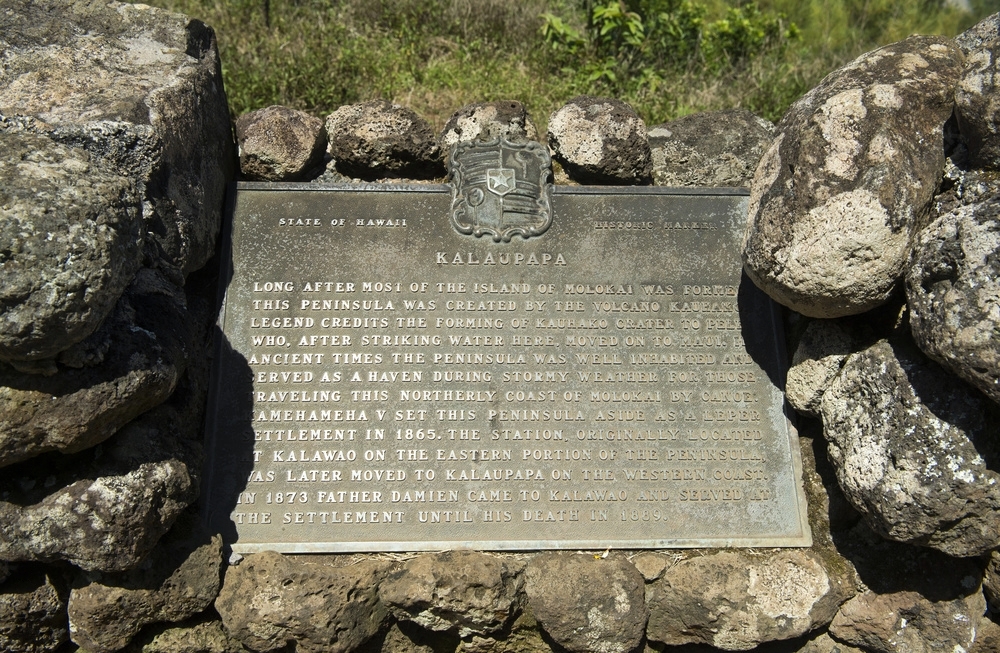 STATE OF HAWAII
HISTORIC MARKER
KALAUPAPA
LONG AFTER MOST OF THE ISLAND OF MOLOKAI WAS FORMED
THIS PENINSULA WAS CREATED BY THE VOLCANO KAUHAKO
LEGEND CREDITS THE FORMING OF KAUHAKO CRATER TO PELE
WHO, AFTER STRIKING WATER HERE, MOVED ON TO MAUI. IN
ANCIENT TIMES THE PENINSULA WAS WELL INHABITED AND
SERVED AS A HAVEN DURING STORMY WEATHER FOR THOSE
TRAVELING THIS NORTHERLY COAST OF MOLOKAI BY CANOE.
KAMEHAMEHA V SET THIS PENINSULA ASIDE AS A LEPER
SETTLEMENT IN 1865. THE STATION, ORIGINALLY LOCATED
AT KALAWAO ON THE EASTERN PORTION OF THE PENINSULA,
WAS LATER MOVED TO KALAUPAPA ON THE WESTERN COAST.
IN 1873 FATHER DAMIEN CAME TO KALAWAO AND SERVED AT
THE SETTLEMENT UNTIL HIS DEATH IN 1889.